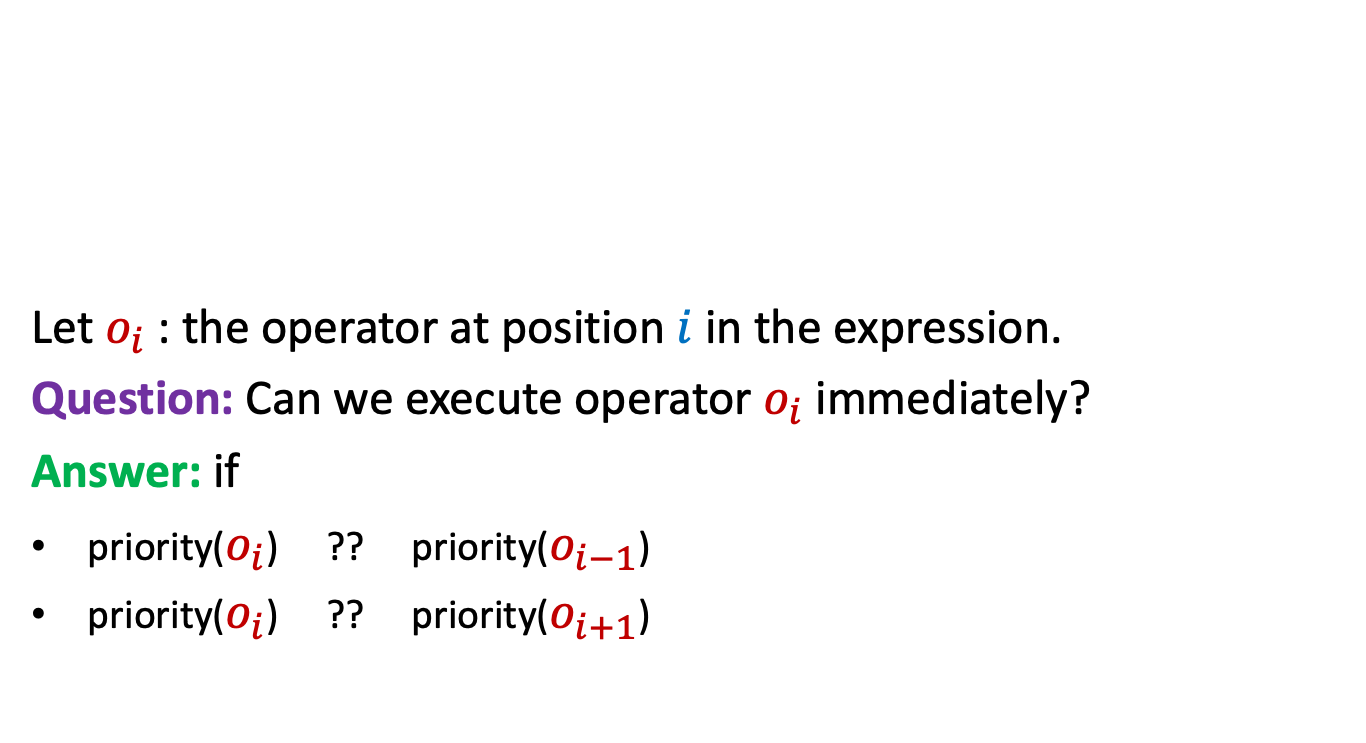 Let oᵢ : the operator at position i in the expression.
Question: Can we execute operator oᵢ immediately?
Answer: if
• priority(oᵢ) ?? priority(oᵢ₋₁)
• priority(oᵢ) ?? priority(oᵢ₊₁)